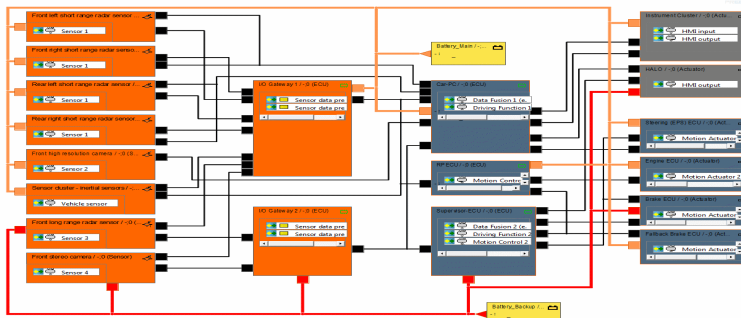 Front left short range radar sensor ...
Sensor 1
Front right short range radar senso...
Sensor 1
Rear left short range radar sensor /...
Sensor 1
Rear right short range radar sensor ...
Sensor 1
Front high resolution camera / -,0 (S...
Sensor 2
Sensor cluster - inertial sensors / -,...
Vehicle sensor
Front long range radar sensor / -,0 (...
Sensor 3
Front stereo camera / -,0 (Sensor)
Sensor 4
I/O Gateway 1 / -,0 (ECU)
Sensor data pre
Sensor data pre
I/O Gateway 2 / -,0 (ECU)
Sensor data pre
Sensor data pre
Battery_Main / -,...
Car-PC / -,0 (ECU)
Data Fusion 1 (e.
Driving Function
RP ECU / -,0 (ECU)
Motion Contr
Supervisor-ECU / -,0 (ECU)
Data Fusion 2 (e.
Driving Function 2
Motion Control 2
Battery_Backup /...
Instrument Cluster / -,0 (Actu...
HMI input
HMI output
HALO / -,0 (Actuator)
HMI output
Steering (EPS) ECU / -,0 (Act...
Motion Actuator
Engine ECU / -,0 (Actuator)
Motion Actuator 2
Brake ECU / -,0 (Actuator)
Motion Actuator
Fallback Brake ECU / -,0 (Act...
Motion Actuator